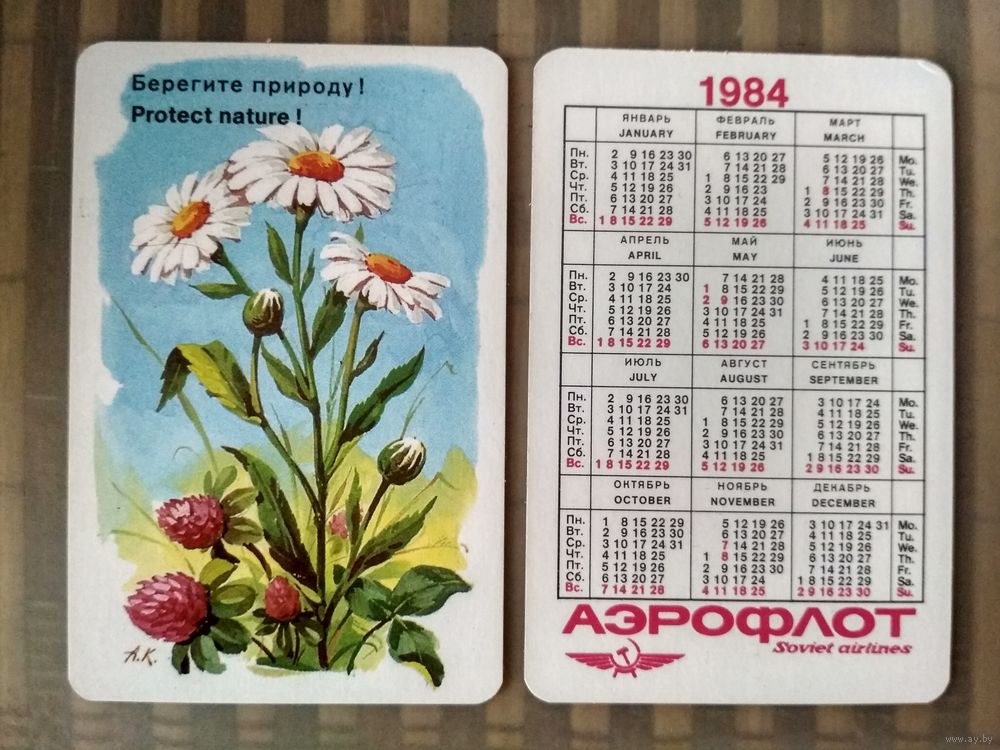 Берегите природу!
Protect nature!
А.К.
1984
ЯНВАРЬ ФЕВРАЛЬ МАРТ
JANUARY FEBRUARY MARCH
Пн. 2 9 16 23 30 6 13 20 27 5 12 19 26 Mo.
Вт. 3 10 17 24 31 7 14 21 28 6 13 20 27 Tu.
Ср. 4 11 18 25 1 8 15 22 29 7 14 21 28 We.
Чт. 5 12 19 26 2 9 16 23 1 8 15 22 29 Th.
Пт. 6 13 20 27 3 10 17 24 2 9 16 23 30 Fr.
Сб. 7 14 21 28 4 11 18 25 3 10 17 24 31 Sa.
Вс. 1 8 15 22 29 5 12 19 26 4 11 18 25 Su.
АПРЕЛЬ МАЙ ИЮНЬ
APRIL MAY JUNE
Пн. 2 9 16 23 30 7 14 21 28 4 11 18 25 Mo.
Вт. 3 10 17 24 1 8 15 22 29 5 12 19 26 Tu.
Ср. 4 11 18 25 2 9 16 23 30 6 13 20 27 We.
Чт. 5 12 19 26 3 10 17 24 31 7 14 21 28 Th.
Пт. 6 13 20 27 4 11 18 25 1 8 15 22 29 Fr.
Сб. 7 14 21 28 5 12 19 26 2 9 16 23 30 Sa.
Вс. 1 8 15 22 29 6 13 20 27 3 10 17 24 Su.
ИЮЛЬ АВГУСТ СЕНТЯБРЬ
JULY AUGUST SEPTEMBER
Пн. 2 9 16 23 30 6 13 20 27 3 10 17 24 Mo.
Вт. 3 10 17 24 31 7 14 21 28 4 11 18 25 Tu.
Ср. 4 11 18 25 1 8 15 22 29 5 12 19 26 We.
Чт. 5 12 19 26 2 9 16 23 30 6 13 20 27 Th.
Пт. 6 13 20 27 3 10 17 24 31 7 14 21 28 Fr.
Сб. 7 14 21 28 4 11 18 25 1 8 15 22 29 Sa.
Вс. 1 8 15 22 29 5 12 19 26 2 9 16 23 30 Su.
ОКТЯБРЬ НОЯБРЬ ДЕКАБРЬ
OCTOBER NOVEMBER DECEMBER
Пн. 1 8 15 22 29 5 12 19 26 3 10 17 24 31 Mo.
Вт. 2 9 16 23 30 6 13 20 27 4 11 18 25 Tu.
Ср. 3 10 17 24 31 7 14 21 28 5 12 19 26 We.
Чт. 4 11 18 25 1 8 15 22 29 6 13 20 27 Th.
Пт. 5 12 19 26 2 9 16 23 30 7 14 21 28 Fr.
Сб. 6 13 20 27 3 10 17 24 1 8 15 22 29 Sa.
Вс. 7 14 21 28 4 11 18 25 2 9 16 23 30 Su.
АЭРОФЛОТ
Soviet airlines
www.ay.by